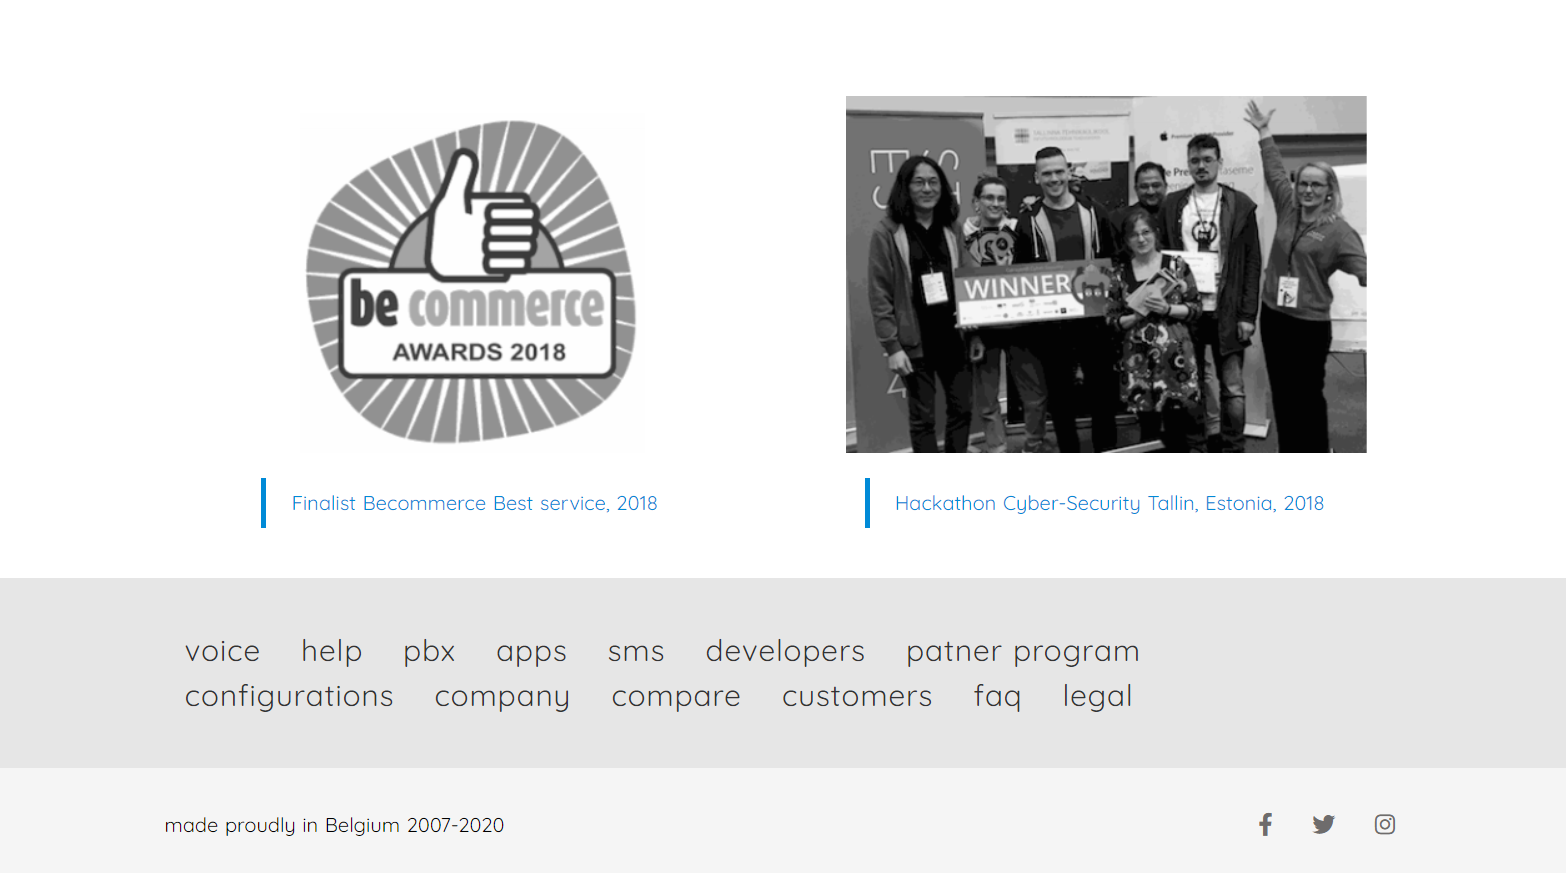 be commerce
AWARDS 2018
WINNER
Finalist Becommerce Best service, 2018
Hackathon Cyber-Security Tallin, Estonia, 2018
voice help pbx apps sms developers patner program
configurations company compare customers faq legal
made proudly in Belgium 2007-2020